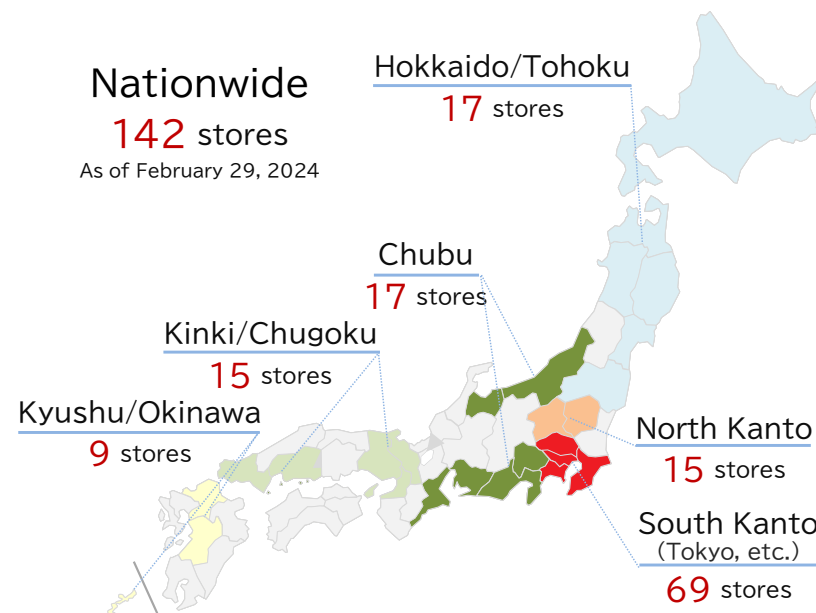 Nationwide
142 stores
As of February 29, 2024
Hokkaido/Tohoku
17 stores
Chubu
17 stores
Kinki/Chugoku
15 stores
Kyushu/Okinawa
9 stores
North Kanto
15 stores
South Kanto
(Tokyo, etc.)
69 stores